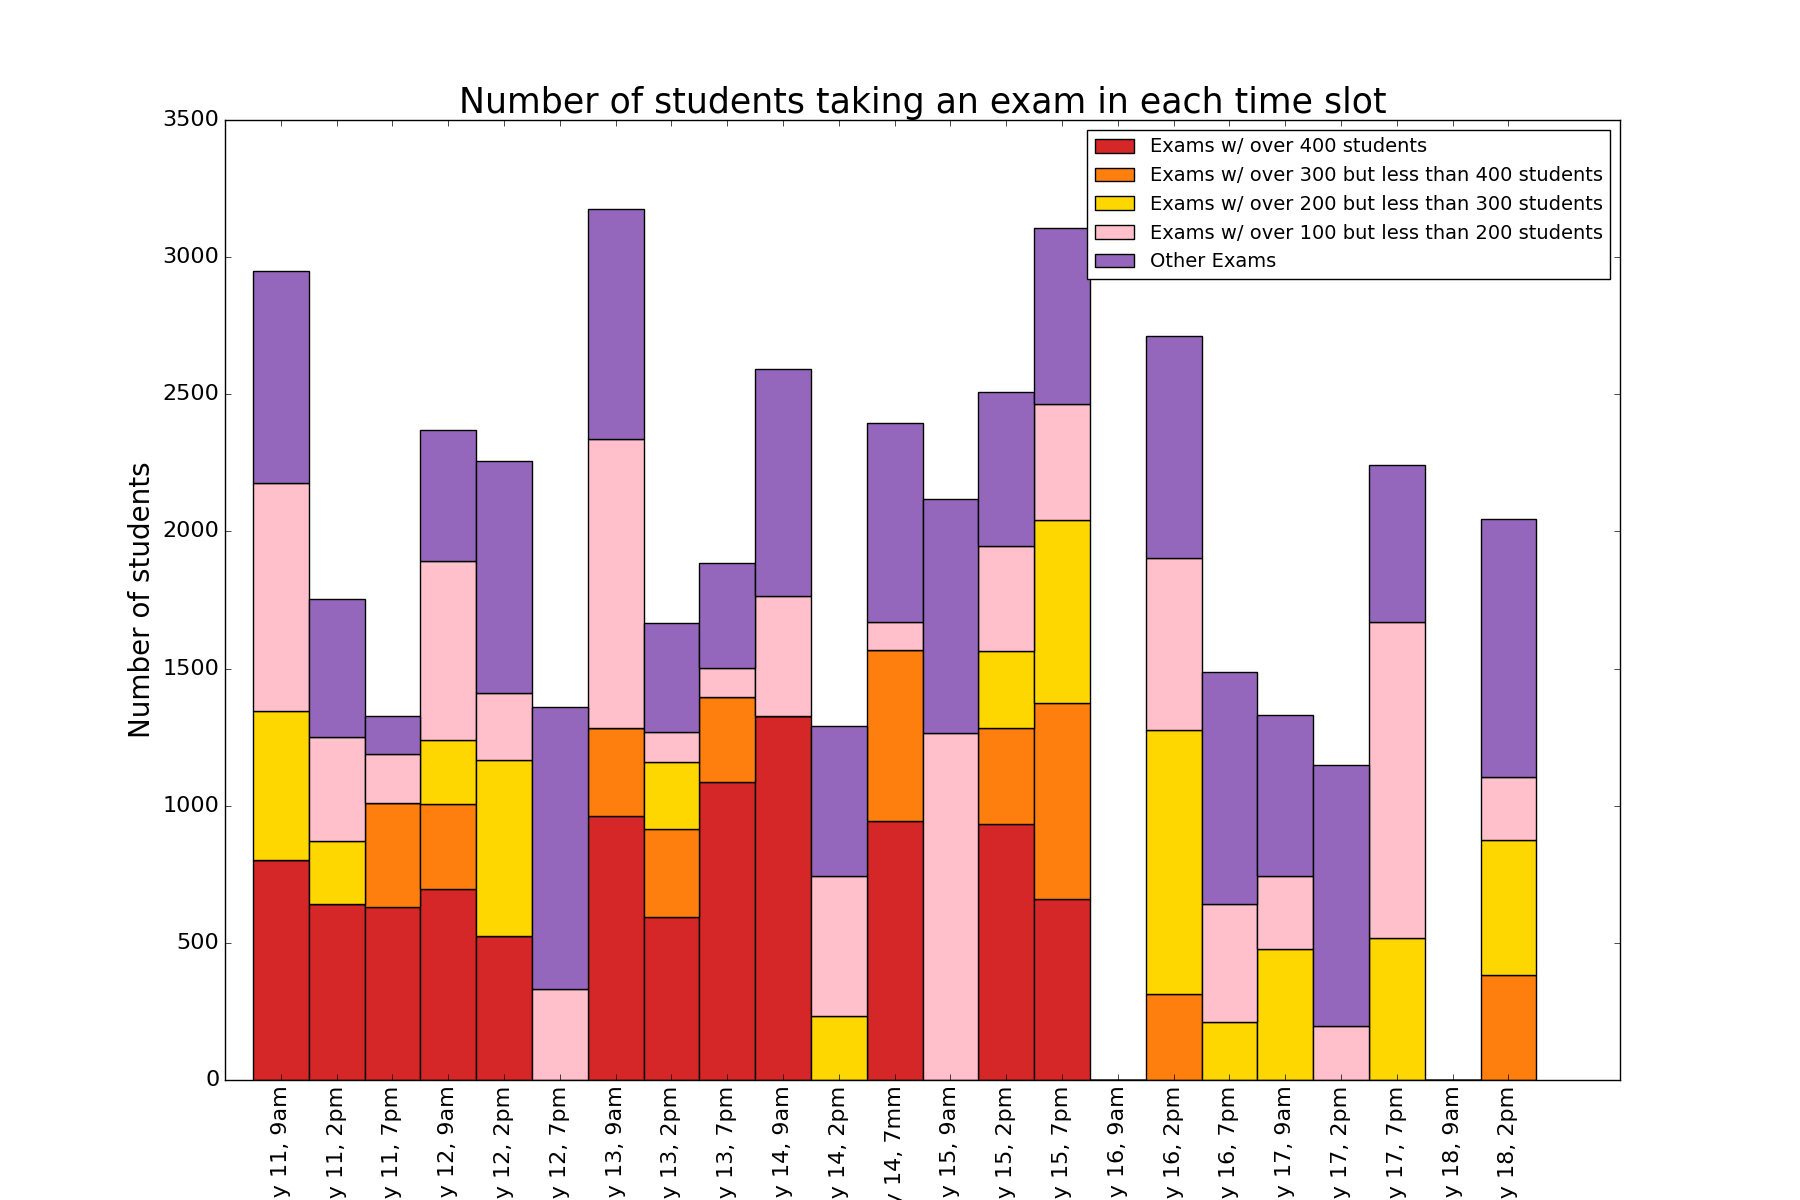 Number of students taking an exam in each time slot
Exams w/ over 400 students
Exams w/ over 300 but less than 400 students
Exams w/ over 200 but less than 300 students
Exams w/ over 100 but less than 200 students
Other Exams
Number of students
3500
3000
2500
2000
1500
1000
500
0
y 11, 9am
y 11, 2pm
y 11, 7pm
y 12, 9am
y 12, 2pm
y 12, 7pm
y 13, 9am
y 13, 2pm
y 13, 7pm
y 14, 9am
y 14, 2pm
y 14, 7mm
y 15, 9am
y 15, 2pm
y 15, 7pm
y 16, 9am
y 16, 2pm
y 16, 7pm
y 17, 9am
y 17, 2pm
y 17, 7pm
y 18, 9am
y 18, 2pm